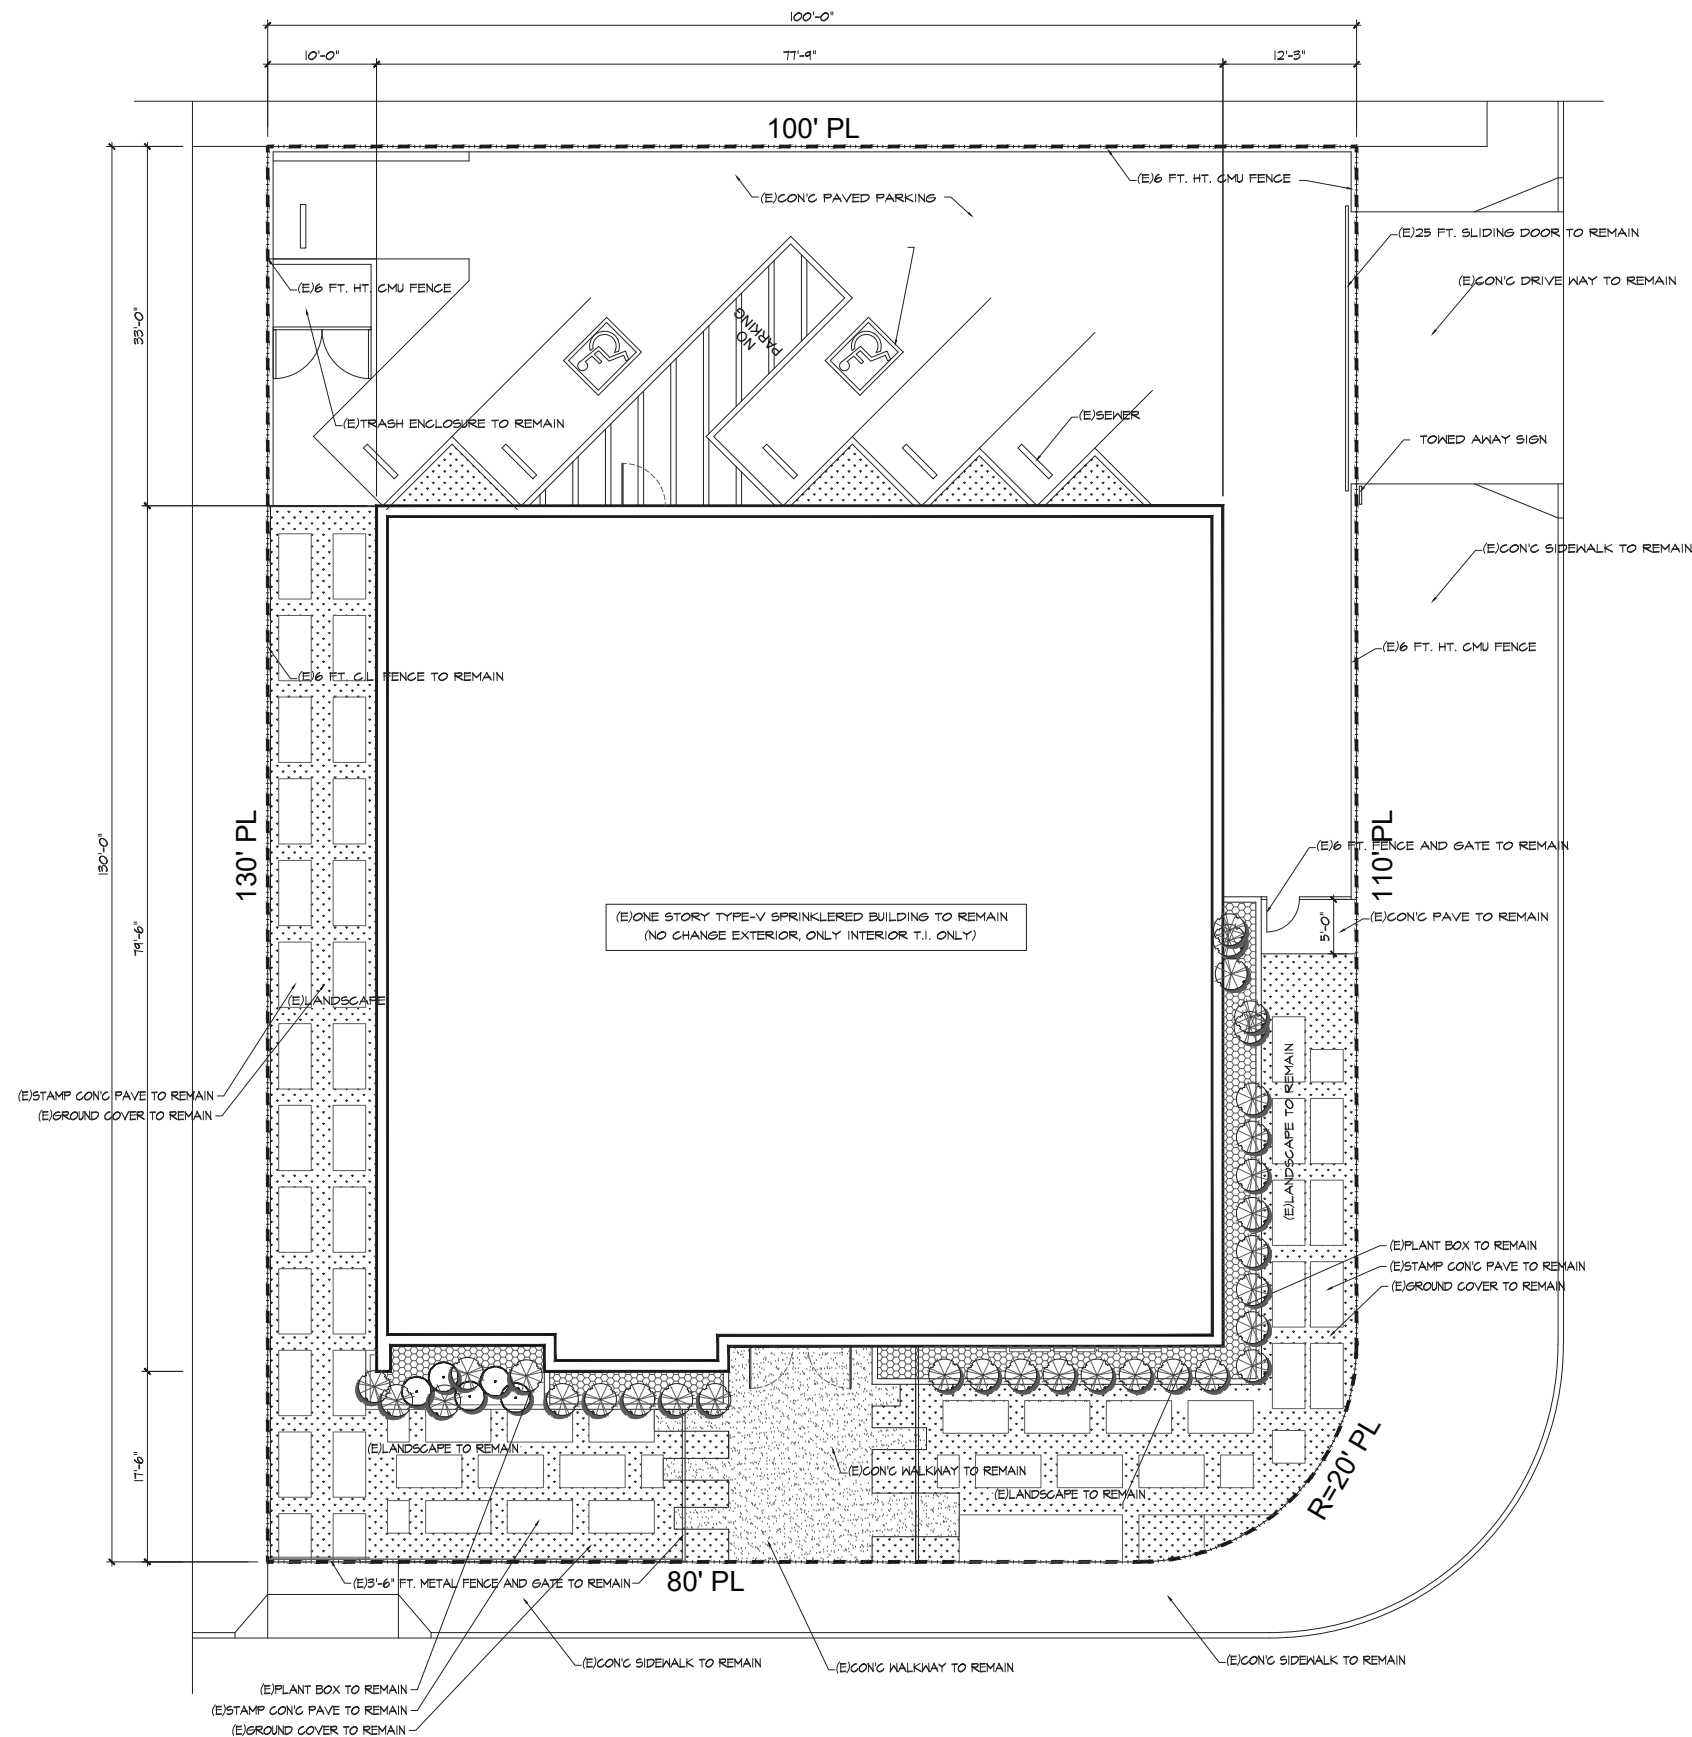 100'-0"
10'-0"
77'-9"
12'-3"
100' PL
(E)6 FT. HT. CMU FENCE
(E)CON'C PAVED PARKING
(E)25 FT. SLIDING DOOR TO REMAIN
(E)CON'C DRIVE WAY TO REMAIN
(E)6 FT. HT. CMU FENCE
33'-0"
NO
PARKING
(E)TRASH ENCLOSURE TO REMAIN
(E)SEWER
TOWED AWAY SIGN
(E)CON'C SIDEWALK TO REMAIN
(E)6 FT. HT. CMU FENCE
(E)6 FT. C.L. FENCE TO REMAIN
130'-0"
130' PL
110' PL
(E)6 FT. FENCE AND GATE TO REMAIN
79'-6"
(E)ONE STORY TYPE-V SPRINKLERED BUILDING TO REMAIN
(NO CHANGE EXTERIOR, ONLY INTERIOR T.I. ONLY)
5'-0"
(E)CON'C PAVE TO REMAIN
(E)LANDSCAPE
(E)STAMP CON'C PAVE TO REMAIN
(E)GROUND COVER TO REMAIN
(E)LANDSCAPE TO REMAIN
(E)PLANT BOX TO REMAIN
(E)STAMP CON'C PAVE TO REMAIN
(E)GROUND COVER TO REMAIN
17'-6"
(E)LANDSCAPE TO REMAIN
(E)CON'C WALKWAY TO REMAIN
(E)LANDSCAPE TO REMAIN
R=20' PL
(E)3'-6" FT. METAL FENCE AND GATE TO REMAIN
80' PL
(E)CON'C SIDEWALK TO REMAIN
(E)CON'C WALKWAY TO REMAIN
(E)CON'C SIDEWALK TO REMAIN
(E)PLANT BOX TO REMAIN
(E)STAMP CON'C PAVE TO REMAIN
(E)GROUND COVER TO REMAIN